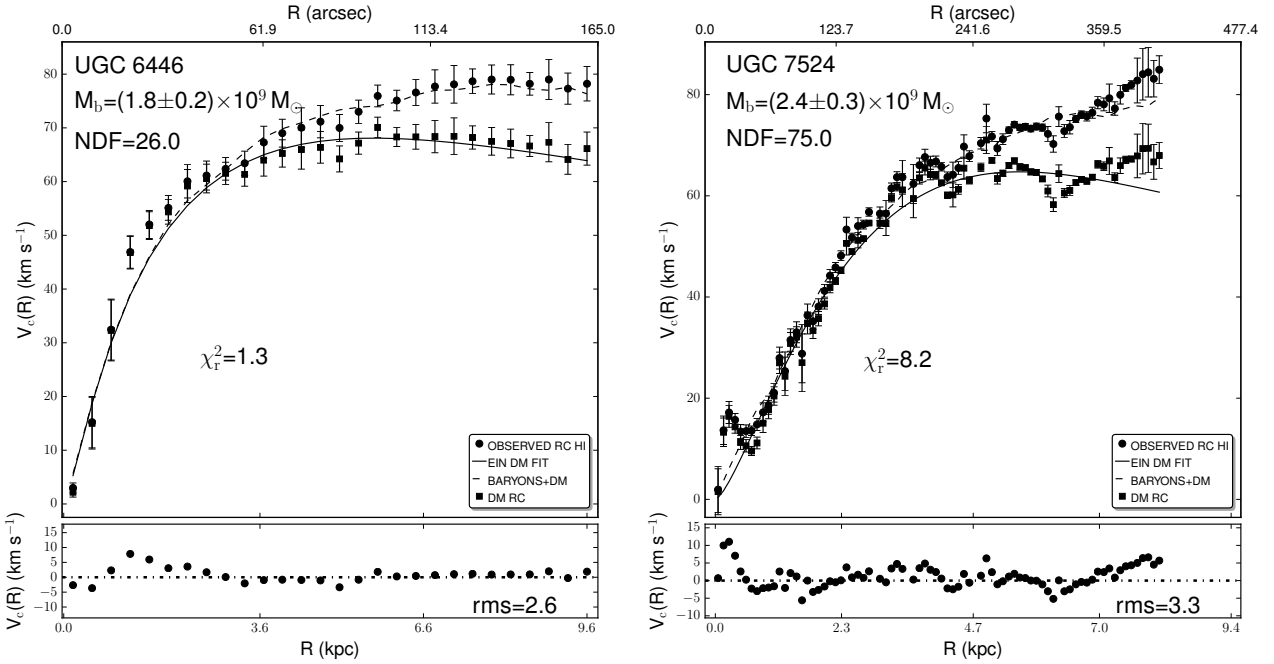 R (arcsec)
0.0 61.9 113.4 165.0
UGC 6446
M_b=(1.8±0.2)×10^9 M_⊙
NDF=26.0
χ_r^2=1.3
80
70
60
50
40
30
20
10
0
V_c(R) (km s^−1)
OBSERVED RC HI
EIN DM FIT
BARYONS+DM
DM RC
15
10
5
0
−5
−10
V_c(R) (km s^−1)
rms=2.6
0.0 3.6 6.6 9.6
R (kpc)
R (arcsec)
0.0 123.7 241.6 359.5 477.4
UGC 7524
M_b=(2.4±0.3)×10^9 M_⊙
NDF=75.0
χ_r^2=8.2
80
60
40
20
0
V_c(R) (km s^−1)
OBSERVED RC HI
EIN DM FIT
BARYONS+DM
DM RC
15
10
5
0
−5
−10
V_c(R) (km s^−1)
rms=3.3
0.0 2.3 4.7 7.0 9.4
R (kpc)